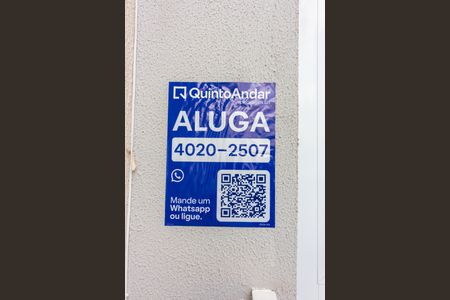 QuintoAndar
ALUGA
4020-2507
Mande um
Whatsapp
ou ligue.